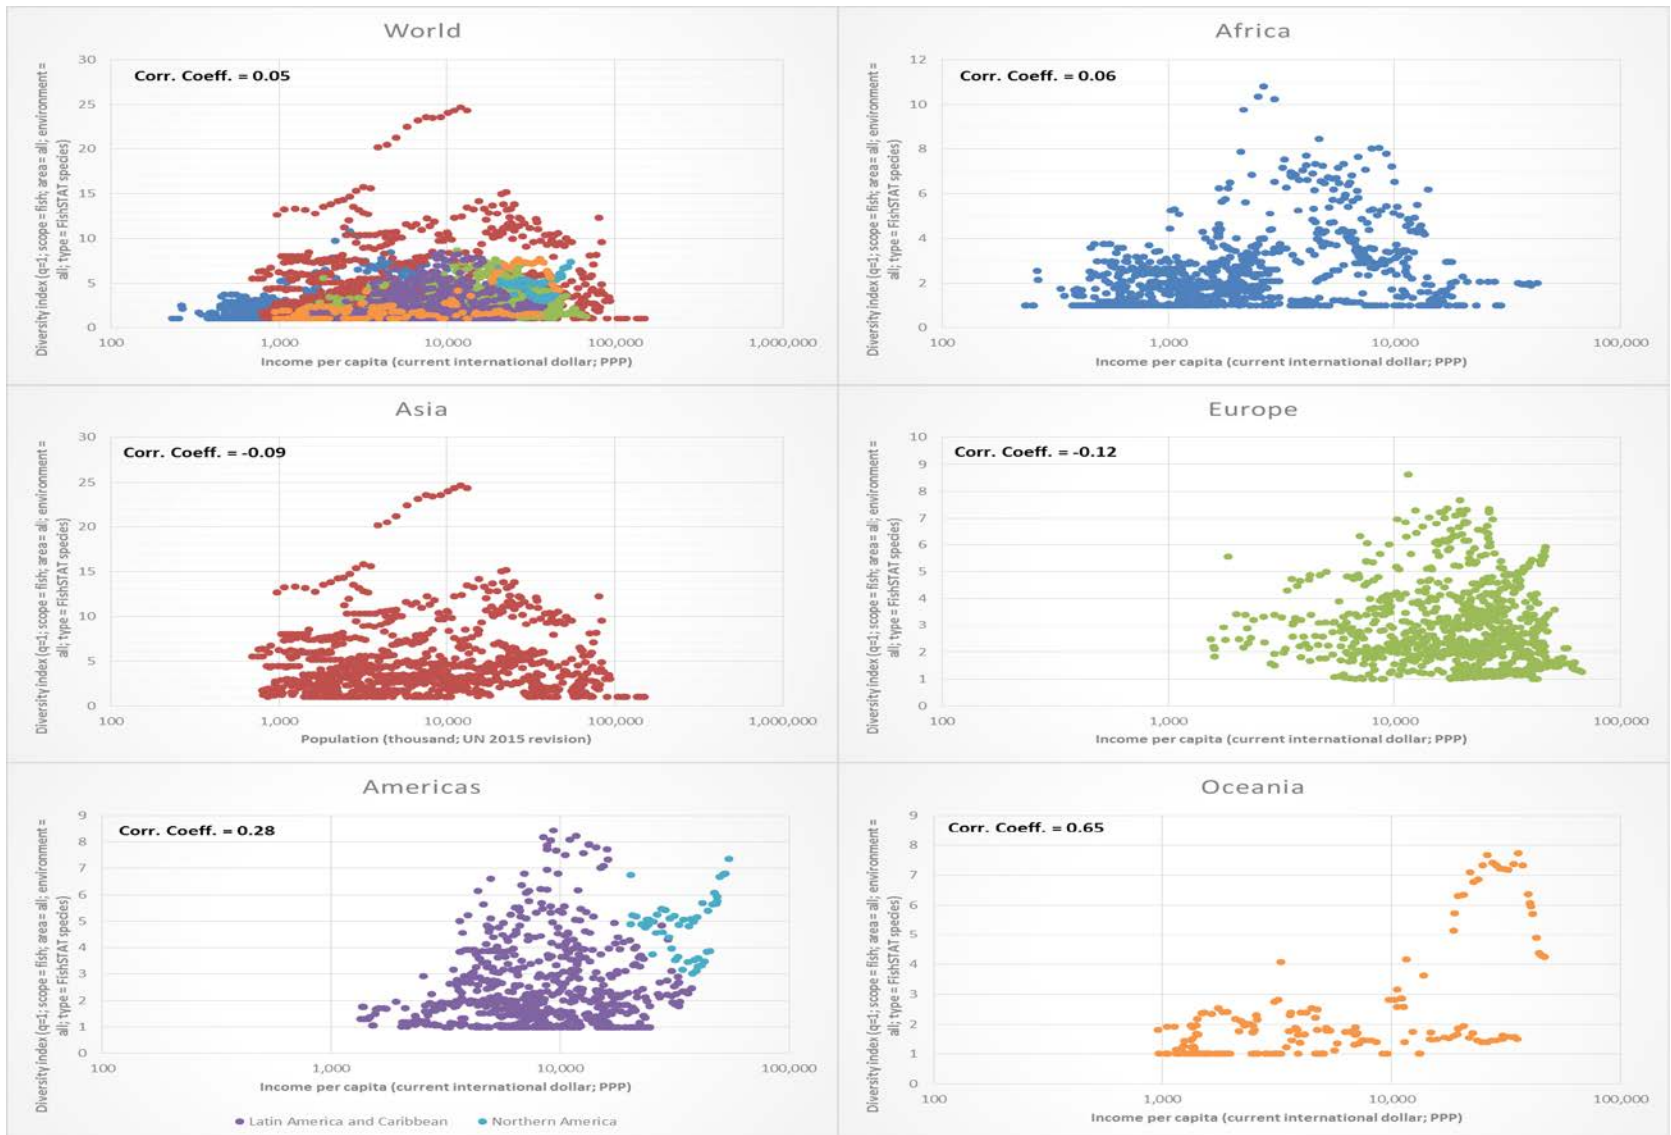 World
30
25
20
15
10
5
0
Diversity index (q=1; scope = fish; area = all; environment =
all; type = FishSTAT species)
Corr. Coeff. = 0.05
100
1,000
10,000
100,000
1,000,000
Income per capita (current international dollar; PPP)
Africa
12
10
8
6
4
2
0
Diversity index (q=1; scope = fish; area = all; environment =
all; type = FishSTAT species)
Corr. Coeff. = 0.06
100
1,000
10,000
100,000
Income per capita (current international dollar; PPP)
Asia
30
25
20
15
10
5
0
Diversity index (q=1; scope = fish; area = all; environment =
all; type = FishSTAT species)
Corr. Coeff. = -0.09
100
1,000
10,000
100,000
1,000,000
Population (thousand; UN 2015 revision)
Europe
10
9
8
7
6
5
4
3
2
1
0
Diversity index (q=1; scope = fish; area = all; environment =
all; type = FishSTAT species)
Corr. Coeff. = -0.12
100
1,000
10,000
100,000
Income per capita (current international dollar; PPP)
Americas
9
8
7
6
5
4
3
2
1
0
Diversity index (q=1; scope = fish; area = all; environment =
all; type = FishSTAT species)
Corr. Coeff. = 0.28
100
1,000
10,000
100,000
Income per capita (current international dollar; PPP)
Latin America and Caribbean
Northern America
Oceania
9
8
7
6
5
4
3
2
1
0
Diversity index (q=1; scope = fish; area = all; environment =
all; type = FishSTAT species)
Corr. Coeff. = 0.65
100
1,000
10,000
100,000
Income per capita (current international dollar; PPP)